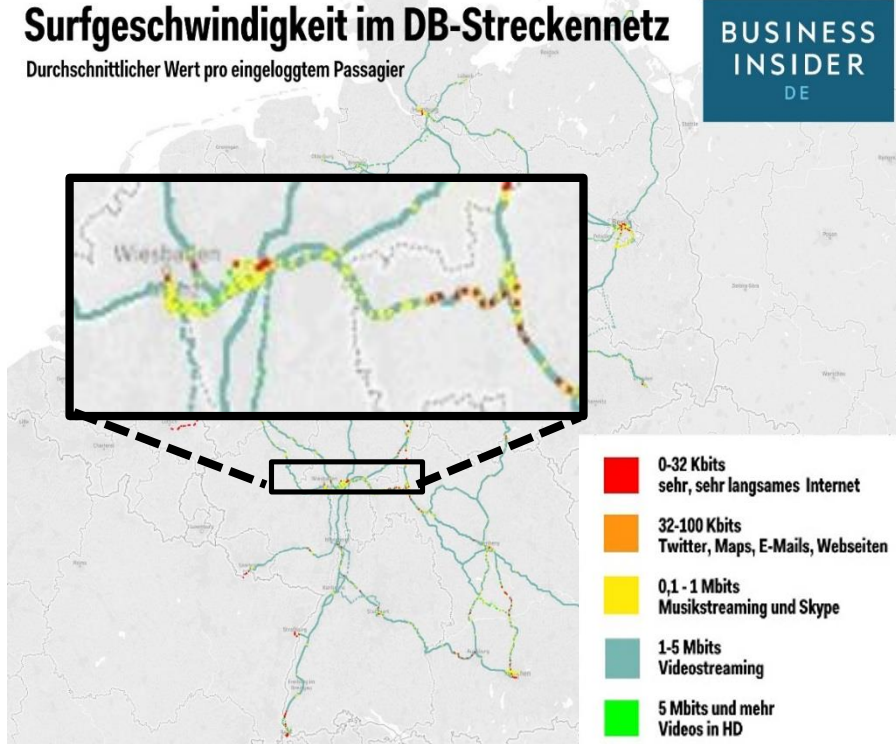 Surfgeschwindigkeit im DB-Streckennetz
Durchschnittlicher Wert pro eingeloggtem Passagier
BUSINESS
INSIDER
DE
Wiesbaden
0-32 Kbits
sehr, sehr langsames Internet
32-100 Kbits
Twitter, Maps, E-Mails, Webseiten
0,1 - 1 Mbits
Musikstreaming und Skype
1-5 Mbits
Videostreaming
5 Mbits und mehr
Videos in HD